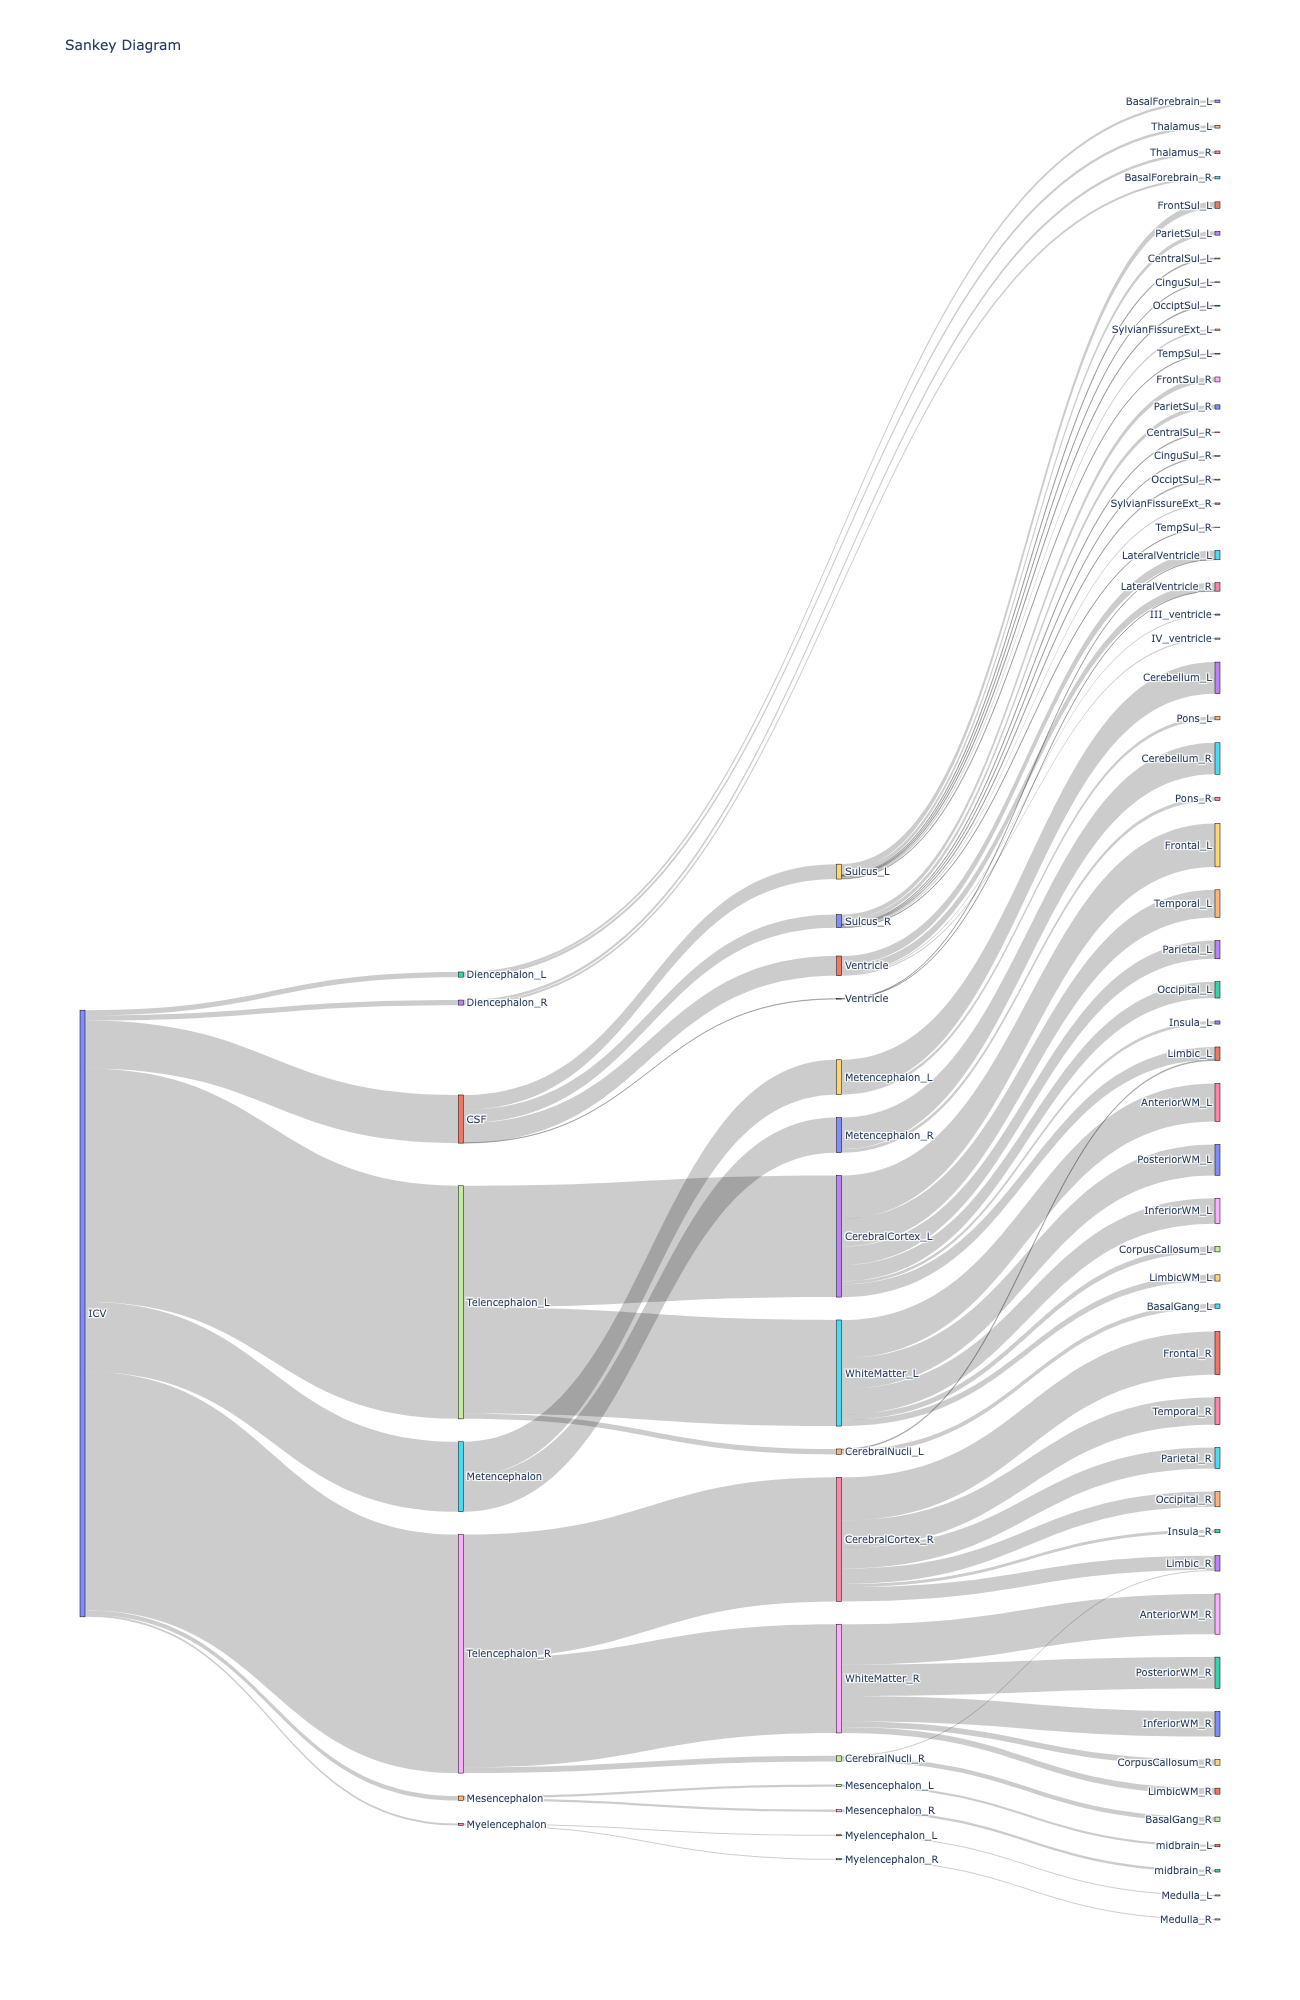 Sankey Diagram
ICV
Diencephalon_L
Diencephalon_R
CSF
Telencephalon_L
Metencephalon
Telencephalon_R
Mesencephalon
Myelencephalon
Sulcus_L
Sulcus_R
Ventricle
Ventricle
Metencephalon_L
Metencephalon_R
CerebralCortex_L
WhiteMatter_L
CerebralNucli_L
CerebralCortex_R
WhiteMatter_R
CerebralNucli_R
Mesencephalon_L
Mesencephalon_R
Myelencephalon_L
Myelencephalon_R
BasalForebrain_L
Thalamus_L
Thalamus_R
BasalForebrain_R
FrontSul_L
ParietSul_L
CentralSul_L
CinguSul_L
OcciptSul_L
SylvianFissureExt_L
TempSul_L
FrontSul_R
ParietSul_R
CentralSul_R
CinguSul_R
OcciptSul_R
SylvianFissureExt_R
TempSul_R
LateralVentricle_L
LateralVentricle_R
III_ventricle
IV_ventricle
Cerebellum_L
Pons_L
Cerebellum_R
Pons_R
Frontal_L
Temporal_L
Parietal_L
Occipital_L
Insula_L
Limbic_L
AnteriorWM_L
PosteriorWM_L
InferiorWM_L
CorpusCallosum_L
LimbicWM_L
BasalGang_L
Frontal_R
Temporal_R
Parietal_R
Occipital_R
Insula_R
Limbic_R
AnteriorWM_R
PosteriorWM_R
InferiorWM_R
CorpusCallosum_R
LimbicWM_R
BasalGang_R
midbrain_L
midbrain_R
Medulla_L
Medulla_R